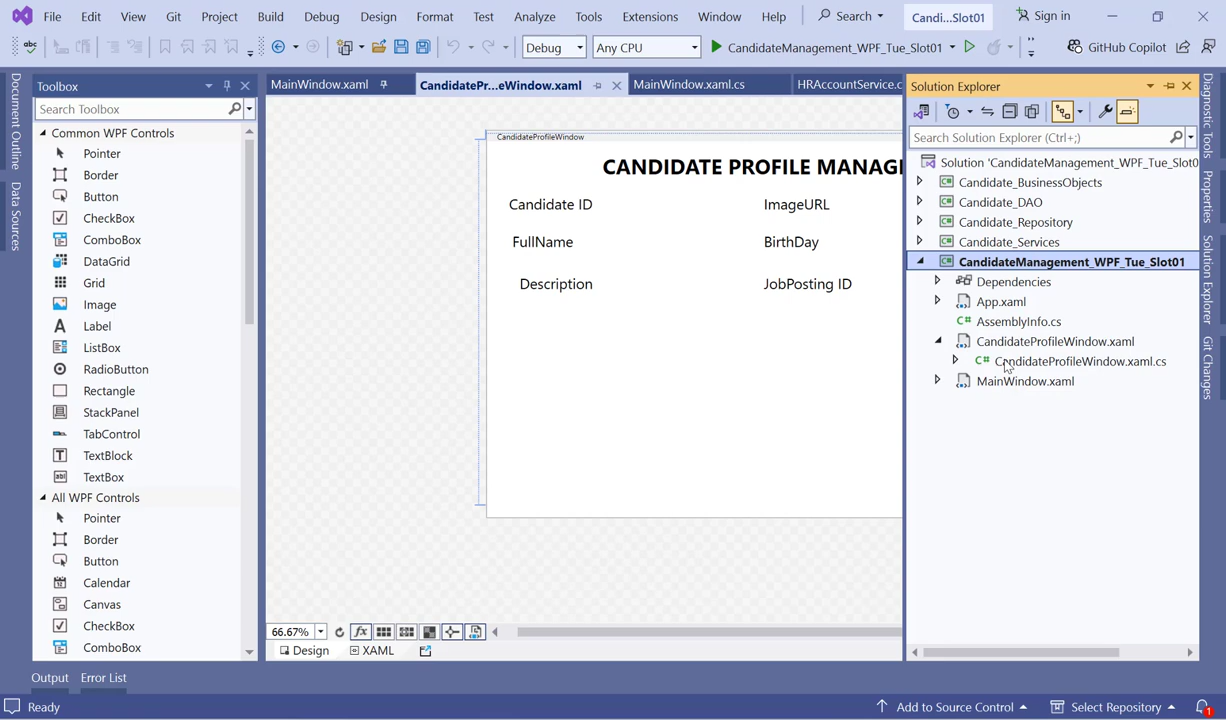 File Edit View Git Project Build Debug Design Format Test Analyze Tools Extensions Window Help Search Candi...Slot01 Sign in
Debug Any CPU CandidateManagement_WPF_Tue_Slot01 GitHub Copilot
Document Outline
Data Sources
Toolbox
Search Toolbox
Common WPF Controls
Pointer
Border
Button
CheckBox
ComboBox
DataGrid
Grid
Image
Label
ListBox
RadioButton
Rectangle
StackPanel
TabControl
TextBlock
TextBox
All WPF Controls
Pointer
Border
Button
Calendar
Canvas
CheckBox
ComboBox
MainWindow.xaml CandidatePr...eWindow.xaml MainWindow.xaml.cs HRAccountService.c
CandidateProfileWindow
CANDIDATE PROFILE MANAG
Candidate ID ImageURL
FullName BirthDay
Description JobPosting ID
66.67%
Design XAML
Solution Explorer
Search Solution Explorer (Ctrl+;)
Solution 'CandidateManagement_WPF_Tue_Slot0
Candidate_BusinessObjects
Candidate_DAO
Candidate_Repository
Candidate_Services
CandidateManagement_WPF_Tue_Slot01
Dependencies
App.xaml
C# AssemblyInfo.cs
CandidateProfileWindow.xaml
C# CandidateProfileWindow.xaml.cs
MainWindow.xaml
Diagnostic Tools
Properties
Solution Explorer
Git Changes
Output Error List
Ready Add to Source Control Select Repository 1